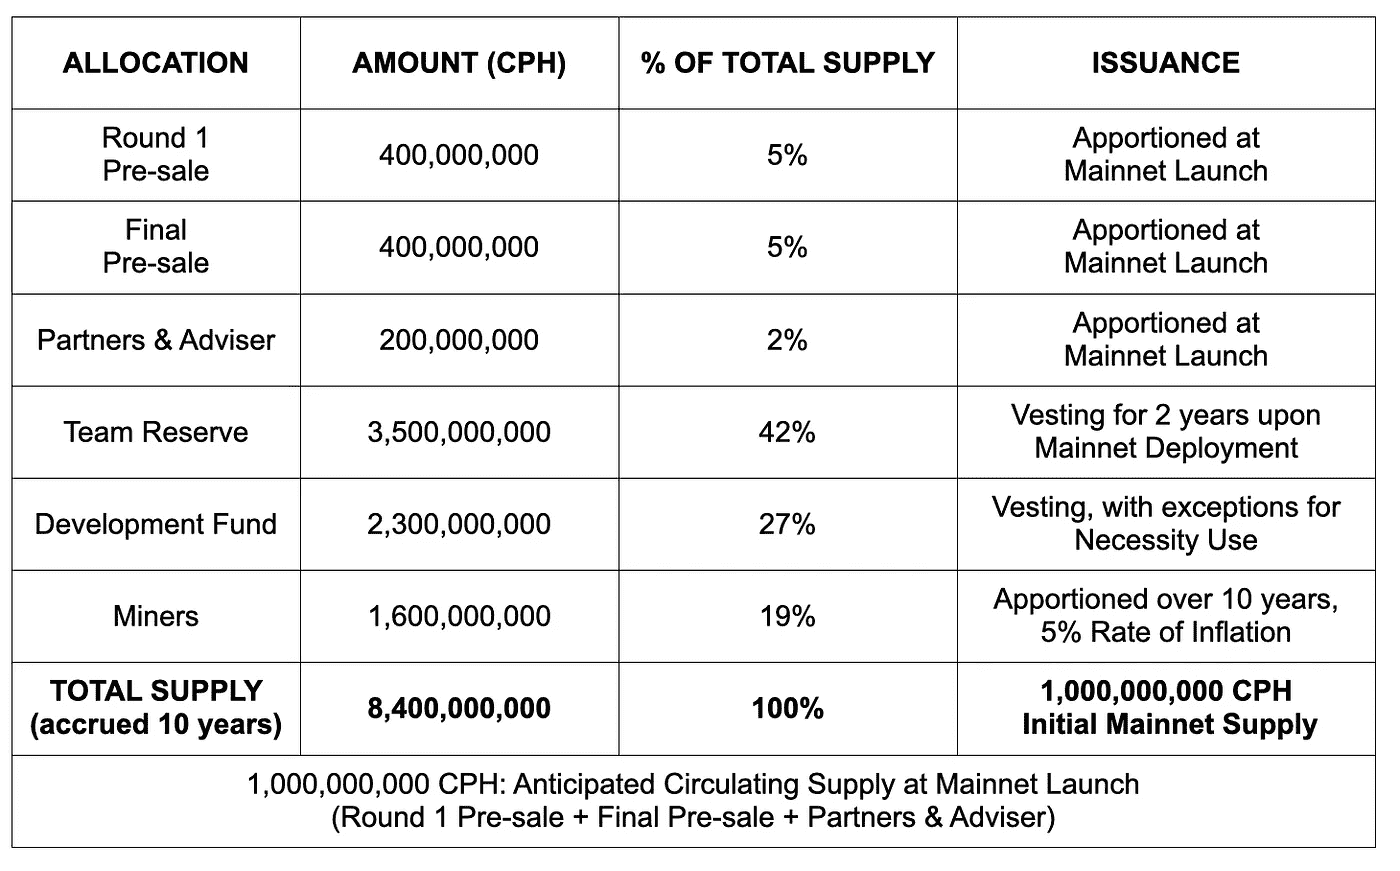 ALLOCATION
AMOUNT (CPH)
% OF TOTAL SUPPLY
ISSUANCE
Round 1
Pre-sale
400,000,000
5%
Apportioned at
Mainnet Launch
Final
Pre-sale
400,000,000
5%
Apportioned at
Mainnet Launch
Partners & Adviser
200,000,000
2%
Apportioned at
Mainnet Launch
Team Reserve
3,500,000,000
42%
Vesting for 2 years upon
Mainnet Deployment
Development Fund
2,300,000,000
27%
Vesting, with exceptions for
Necessity Use
Miners
1,600,000,000
19%
Apportioned over 10 years,
5% Rate of Inflation
TOTAL SUPPLY
(accrued 10 years)
8,400,000,000
100%
1,000,000,000 CPH
Initial Mainnet Supply
1,000,000,000 CPH: Anticipated Circulating Supply at Mainnet Launch
(Round 1 Pre-sale + Final Pre-sale + Partners & Adviser)